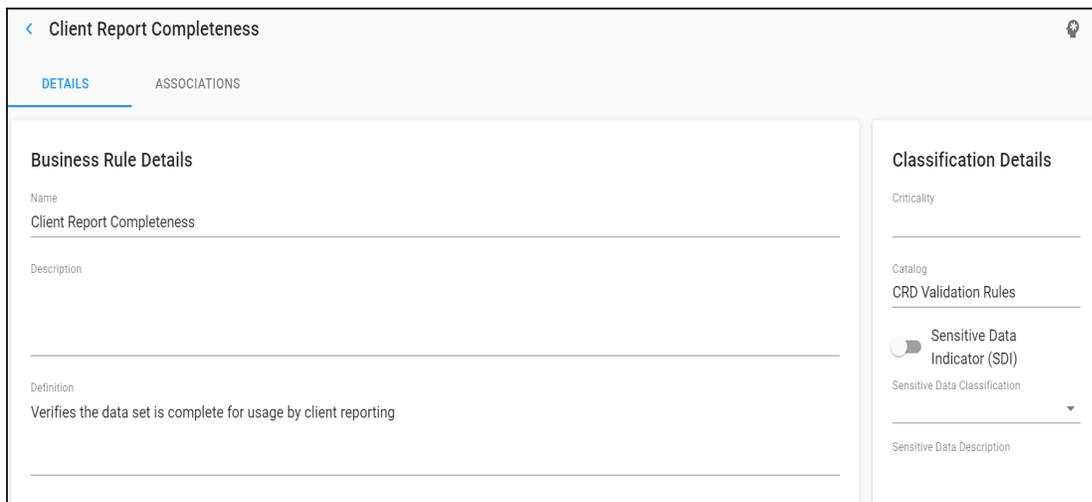 Client Report Completeness
DETAILS
ASSOCIATIONS
Business Rule Details
Name
Client Report Completeness
Description
Definition
Verifies the data set is complete for usage by client reporting
Classification Details
Criticality
Catalog
CRD Validation Rules
Sensitive Data
Indicator (SDI)
Sensitive Data Classification
Sensitive Data Description